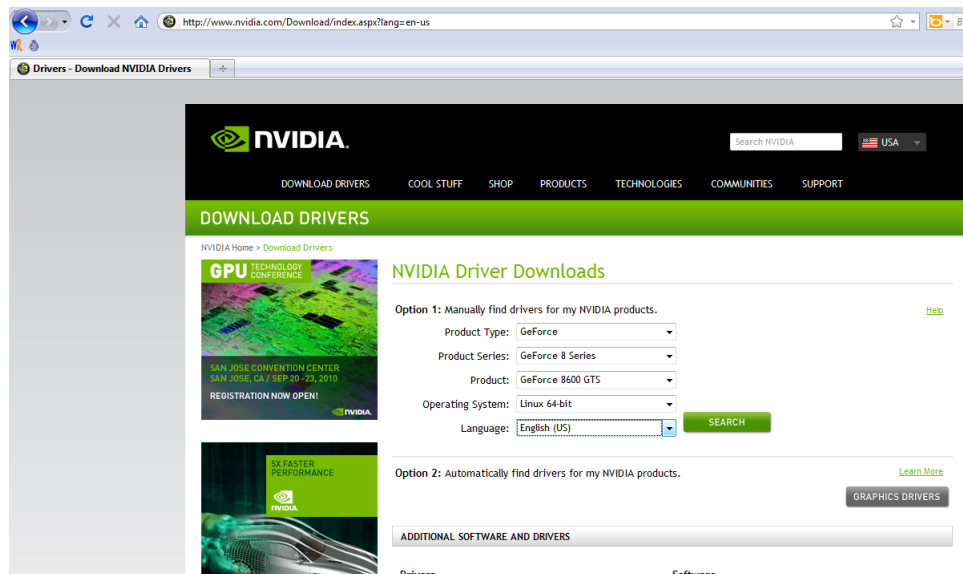 http://www.nvidia.com/Download/index.aspx?lang=en-us
Drivers - Download NVIDIA Drivers
NVIDIA.
Search NVIDIA
USA
DOWNLOAD DRIVERS COOL STUFF SHOP PRODUCTS TECHNOLOGIES COMMUNITIES SUPPORT
DOWNLOAD DRIVERS
NVIDIA Home > Download Drivers
GPU TECHNOLOGY CONFERENCE
SAN JOSE CONVENTION CENTER
SAN JOSE, CA / SEP 20-23, 2010
REGISTRATION NOW OPEN!
NVIDIA.
5X FASTER
PERFORMANCE
NVIDIA.
NVIDIA Driver Downloads
Option 1: Manually find drivers for my NVIDIA products. Help
Product Type: GeForce
Product Series: GeForce 8 Series
Product: GeForce 8600 GTS
Operating System: Linux 64-bit
Language: English (US)
SEARCH
Option 2: Automatically find drivers for my NVIDIA products. Learn More
GRAPHICS DRIVERS
ADDITIONAL SOFTWARE AND DRIVERS
Drivers Software